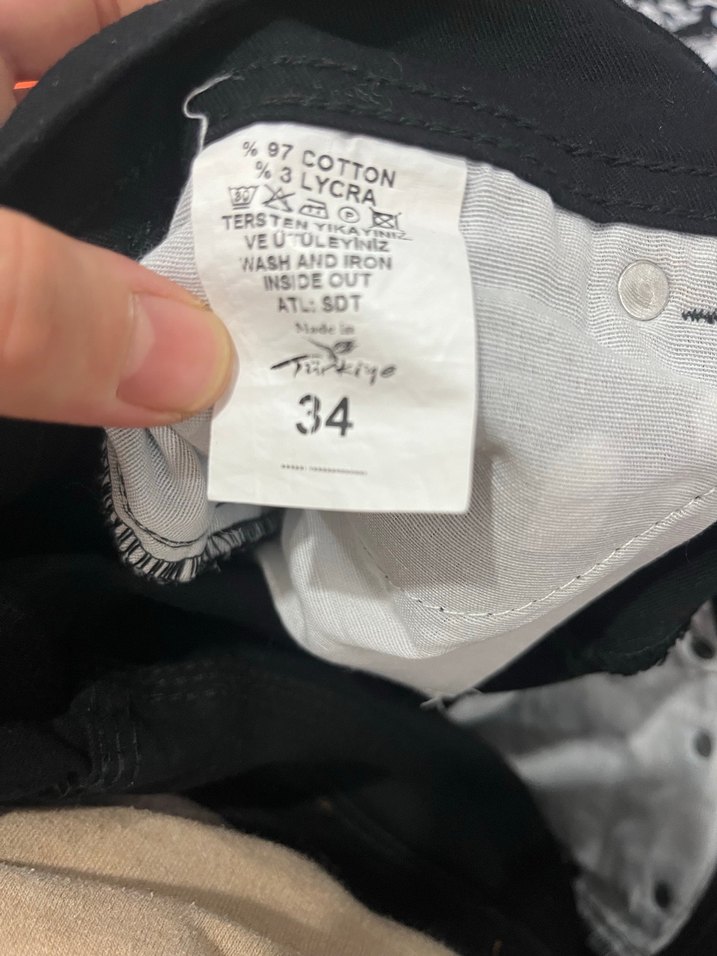 % 97 COTTON
% 3 LYCRA
30 P
TERSTEN YIKAYINIZ
VE ÜTÜLEYİNİZ
WASH AND IRON
INSIDE OUT
ATL: SDT
Made in
Türkiye
34